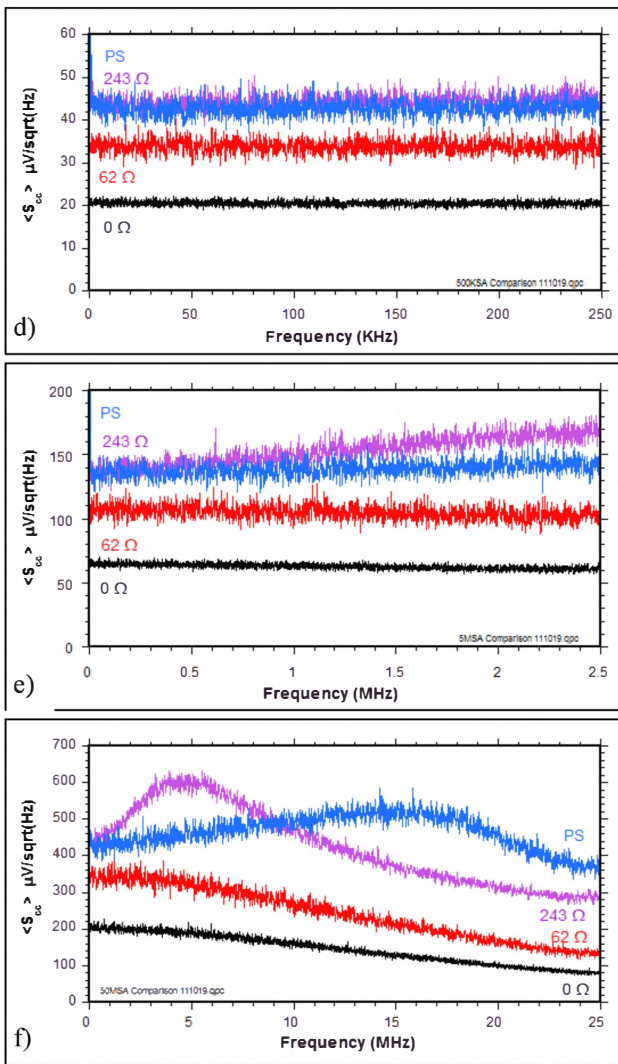 60
50
40
30
20
10
0
<S_cc> µV/sqrt(Hz)
PS
243 Ω
62 Ω
0 Ω
500KSA Comparison 111019.qpc
0 50 100 150 200 250
Frequency (KHz)
d)
200
150
100
50
0
<S_cc> µV/sqrt(Hz)
PS
243 Ω
62 Ω
0 Ω
5MSA Comparison 111019.qpc
0 0.5 1 1.5 2 2.5
Frequency (MHz)
e)
700
600
500
400
300
200
100
0
<S_cc> µV/sqrt(Hz)
PS
243 Ω
62 Ω
0 Ω
50MSA Comparison 111019.qpc
0 5 10 15 20 25
Frequency (MHz)
f)